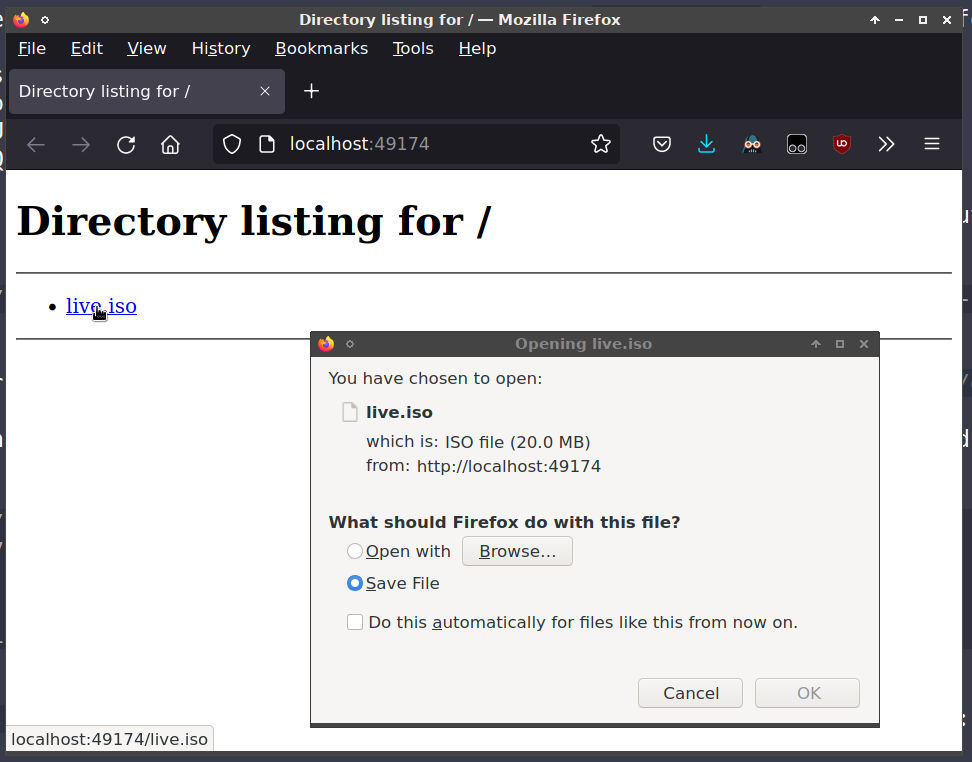 Directory listing for / — Mozilla Firefox
File Edit View History Bookmarks Tools Help
Directory listing for /
localhost:49174
Directory listing for /
live.iso
Opening live.iso
You have chosen to open:
live.iso
which is: ISO file (20.0 MB)
from: http://localhost:49174
What should Firefox do with this file?
Open with Browse...
Save File
Do this automatically for files like this from now on.
Cancel OK
localhost:49174/live.iso